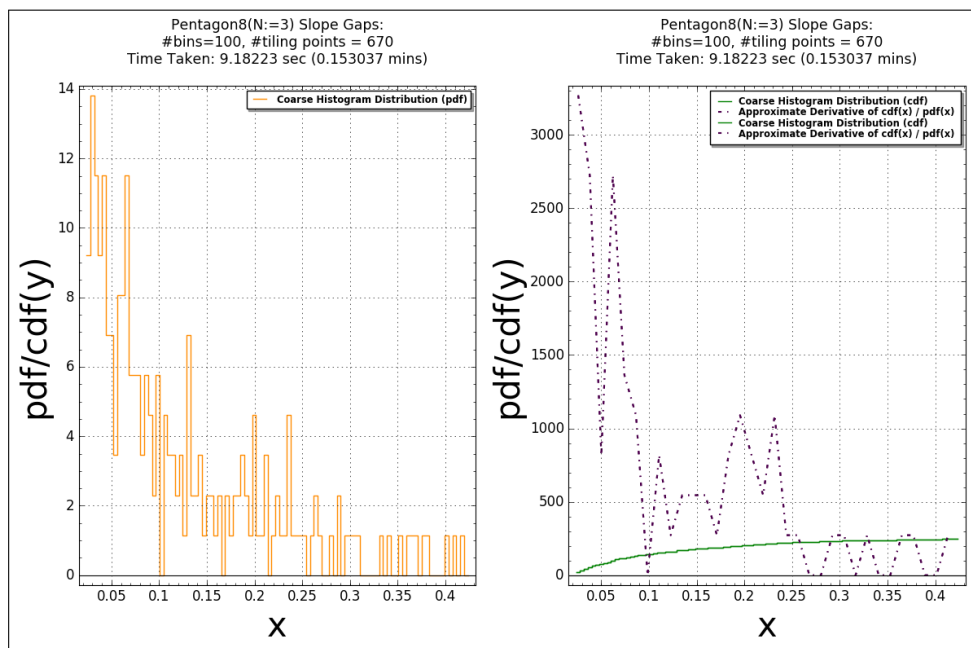 Pentagon8(N:=3) Slope Gaps:
#bins=100, #tiling points = 670
Time Taken: 9.18223 sec (0.153037 mins)
Coarse Histogram Distribution (pdf)
14
12
10
8
6
4
2
0
0.05 0.1 0.15 0.2 0.25 0.3 0.35 0.4
pdf/cdf(y)
x
Pentagon8(N:=3) Slope Gaps:
#bins=100, #tiling points = 670
Time Taken: 9.18223 sec (0.153037 mins)
Coarse Histogram Distribution (cdf)
Approximate Derivative of cdf(x) / pdf(x)
Coarse Histogram Distribution (cdf)
Approximate Derivative of cdf(x) / pdf(x)
3000
2500
2000
1500
1000
500
0
0.05 0.1 0.15 0.2 0.25 0.3 0.35 0.4
pdf/cdf(y)
x